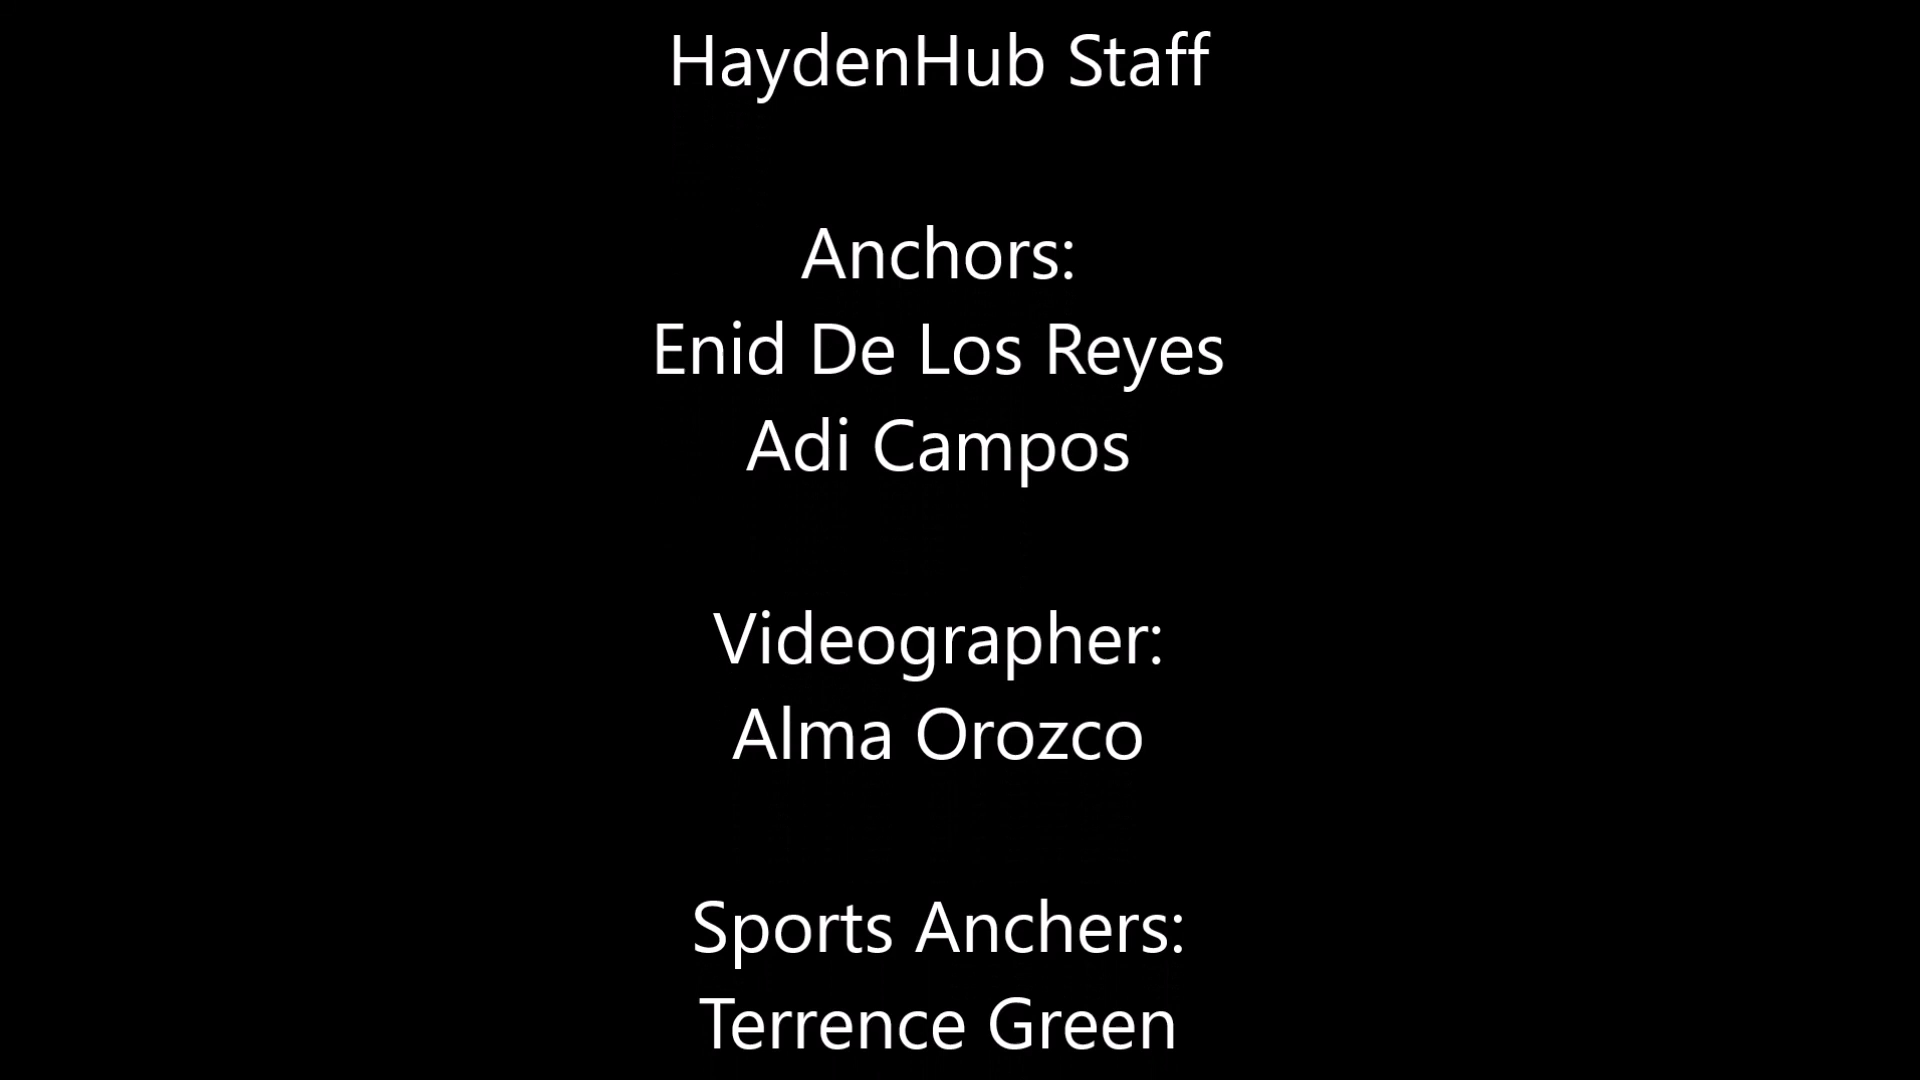 HaydenHub Staff
Anchors:
Enid De Los Reyes
Adi Campos
Videographer:
Alma Orozco
Sports Anchers:
Terrence Green